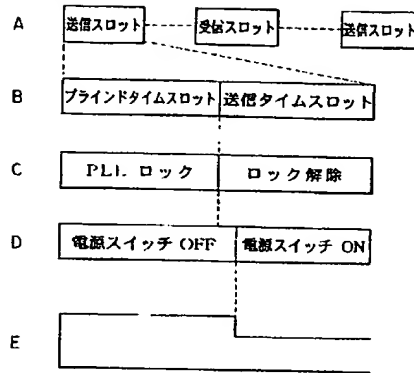 A 送信スロット 受信スロット 送信スロット
B ブラインドタイムスロット 送信タイムスロット
C PLL ロック ロック解除
D 電源スイッチ OFF 電源スイッチ ON
E